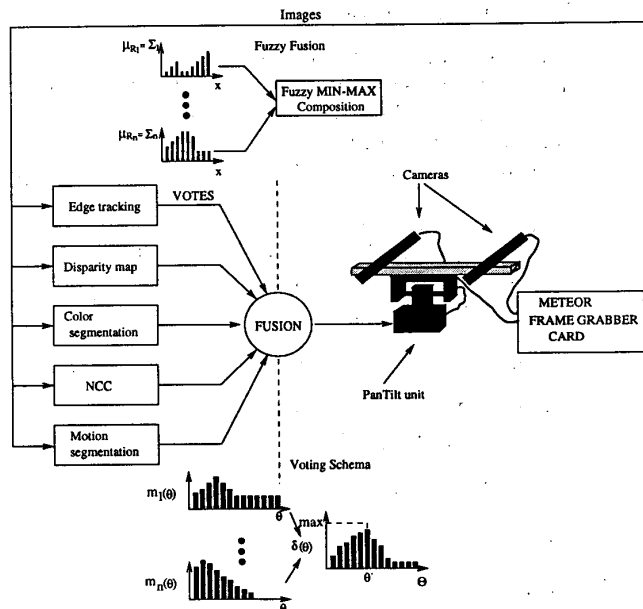 Images
μR1 = Σ1
Fuzzy Fusion
x
Fuzzy MIN-MAX
Composition
μRn = Σn
x
Edge tracking
VOTES
Cameras
Disparity map
Color
segmentation
FUSION
METEOR
FRAME GRABBER
CARD
NCC
PanTilt unit
Motion
segmentation
Voting Schema
m1(θ)
θ
max
δ(θ)
mn(θ)
θ
θ'
Θ